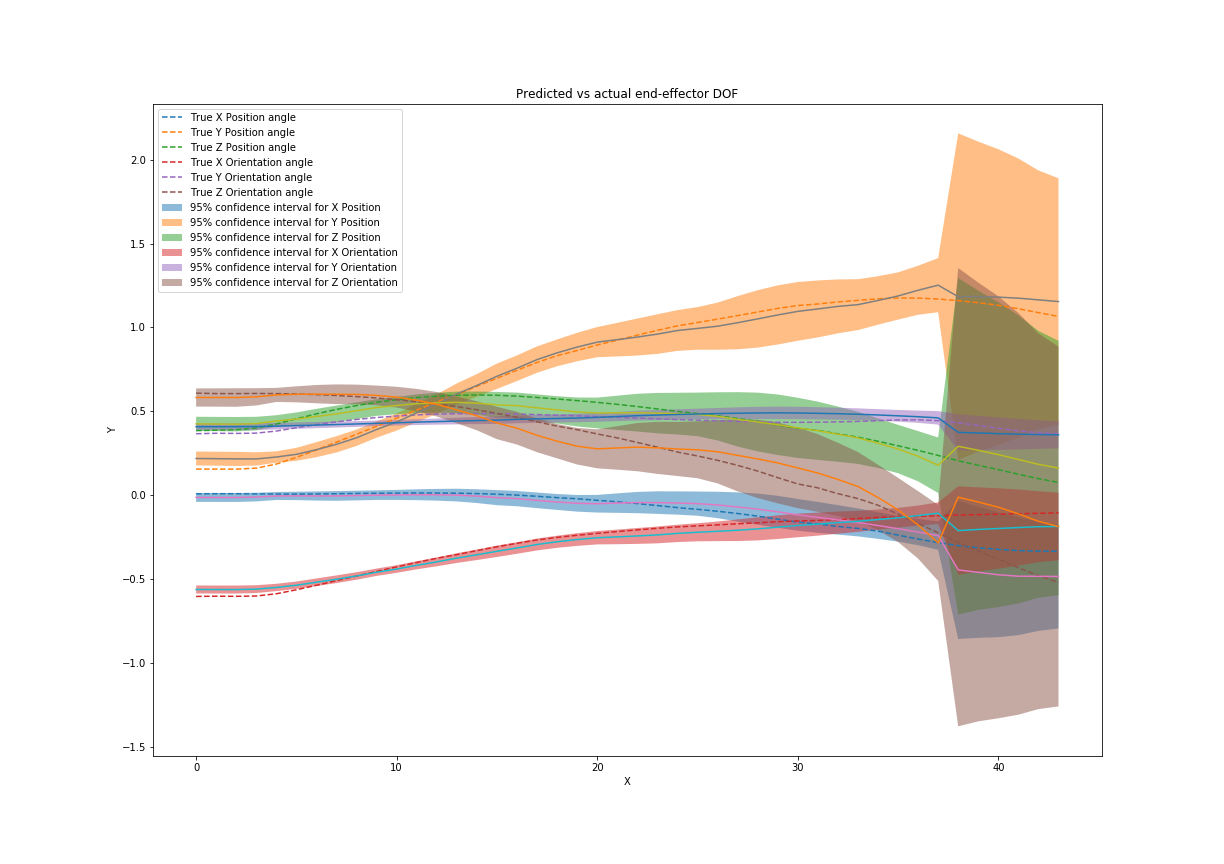 Predicted vs actual end-effector DOF
True X Position angle
True Y Position angle
True Z Position angle
True X Orientation angle
True Y Orientation angle
True Z Orientation angle
95% confidence interval for X Position
95% confidence interval for Y Position
95% confidence interval for Z Position
95% confidence interval for X Orientation
95% confidence interval for Y Orientation
95% confidence interval for Z Orientation
2.0
1.5
1.0
0.5
0.0
−0.5
−1.0
−1.5
Y
0 10 20 30 40
X